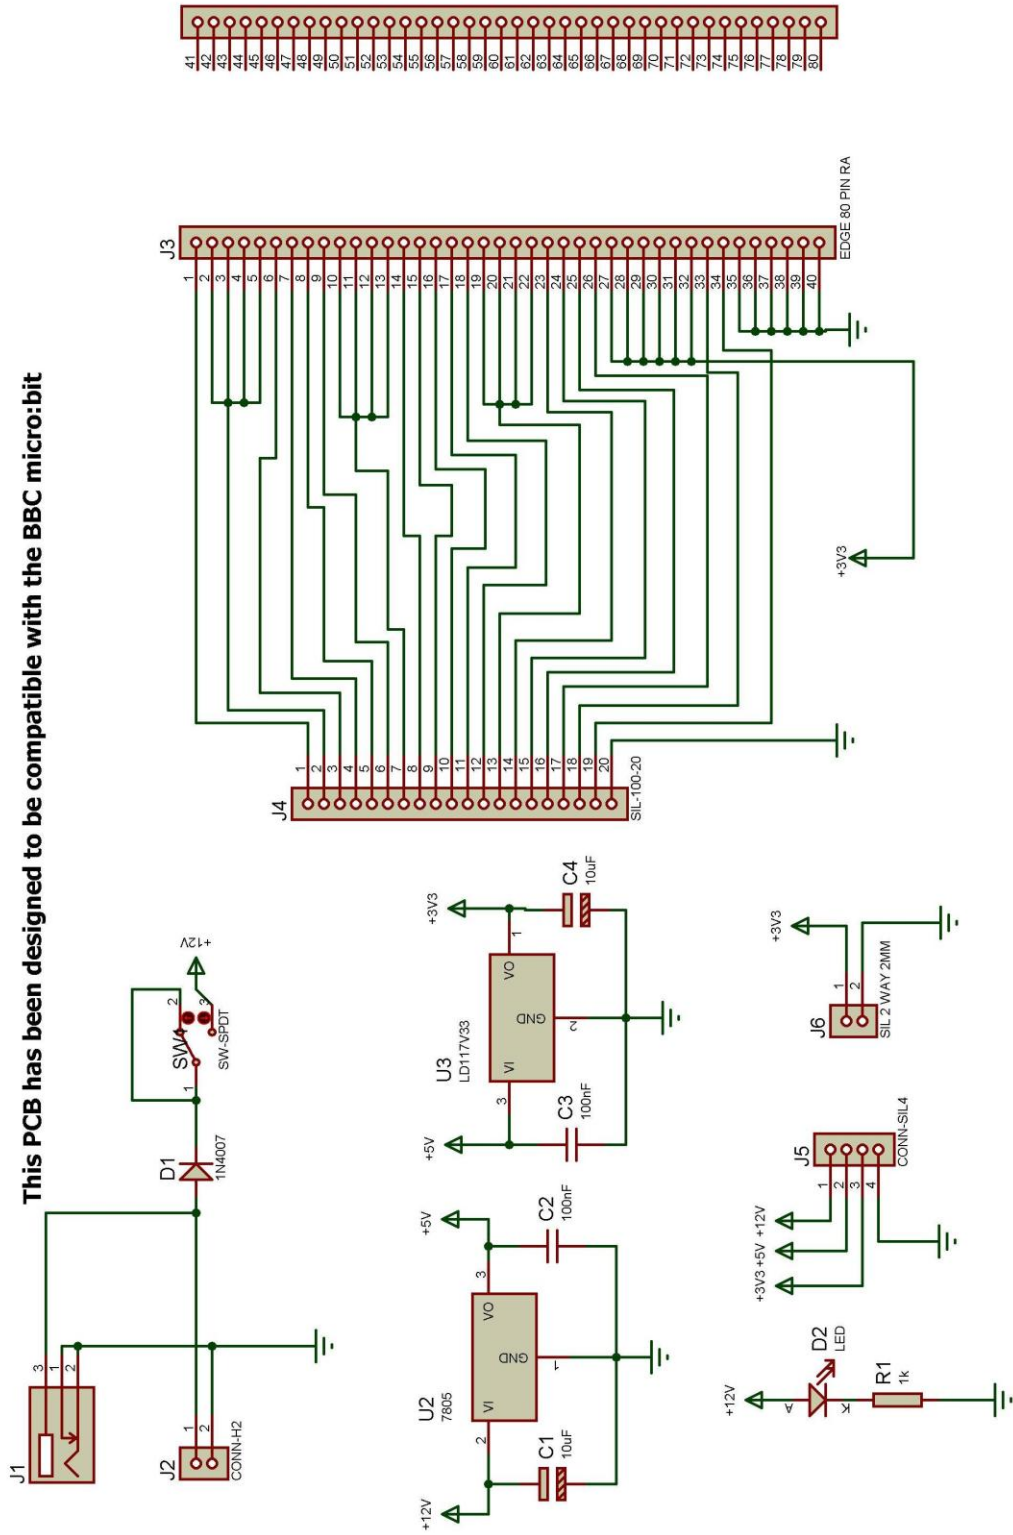 This PCB has been designed to be compatible with the BBC micro:bit
J1
3
1
2
J2
1
2
CONN-H2
D1
1N4007
SW1
1
2
3
SW-SPDT
+12V
U2
7805
VI
VO
GND
2
3
1
+12V
C1
10uF
+5V
C2
100nF
U3
LD117V33
VI
VO
GND
3
1
2
+5V
C3
100nF
+3V3
C4
10uF
+12V
D2
LED
A
K
R1
1k
+3V3
+5V
+12V
J5
1
2
3
4
CONN-SIL4
+3V3
J6
1
2
SIL 2 WAY 2MM
J4
1
2
3
4
5
6
7
8
9
10
11
12
13
14
15
16
17
18
19
20
SIL-100-20
+3V3
J3
1
2
3
4
5
6
7
8
9
10
11
12
13
14
15
16
17
18
19
20
21
22
23
24
25
26
27
28
29
30
31
32
33
34
35
36
37
38
39
40
EDGE 80 PIN RA
41
42
43
44
45
46
47
48
49
50
51
52
53
54
55
56
57
58
59
60
61
62
63
64
65
66
67
68
69
70
71
72
73
74
75
76
77
78
79
80